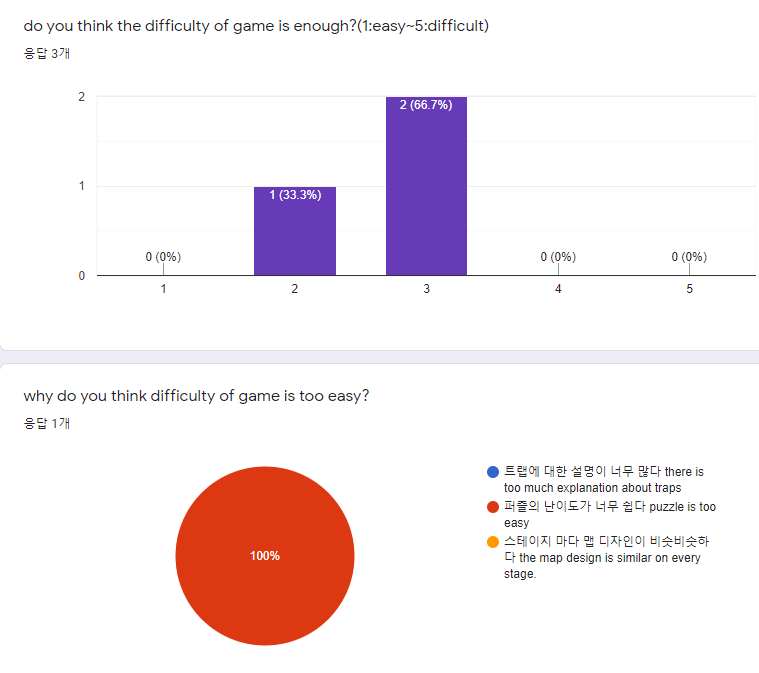 do you think the difficulty of game is enough?(1:easy~5:difficult)
응답 3개
2
1
0
0 (0%)
1 (33.3%)
2 (66.7%)
0 (0%)
0 (0%)
1
2
3
4
5
why do you think difficulty of game is too easy?
응답 1개
100%
트랩에 대한 설명이 너무 많다 there is
too much explanation about traps
퍼즐의 난이도가 너무 쉽다 puzzle is too
easy
스테이지 마다 맵 디자인이 비슷비슷하
다 the map design is similar on every
stage.